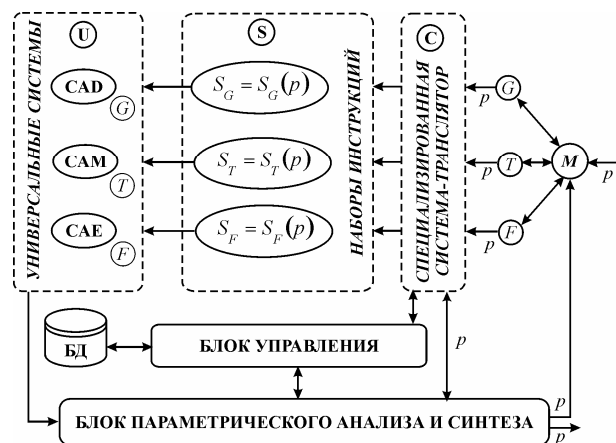 U
S
C
УНИВЕРСАЛЬНЫЕ СИСТЕМЫ
CAD
G
CAM
T
CAE
F
S_G = S_G(p)
S_T = S_T(p)
S_F = S_F(p)
НАБОРЫ ИНСТРУКЦИЙ
СПЕЦИАЛИЗИРОВАННАЯ
СИСТЕМА-ТРАНСЛЯТОР
p
G
p
T
M
p
p
F
БД
БЛОК УПРАВЛЕНИЯ
p
БЛОК ПАРАМЕТРИЧЕСКОГО АНАЛИЗА И СИНТЕЗА
p
p